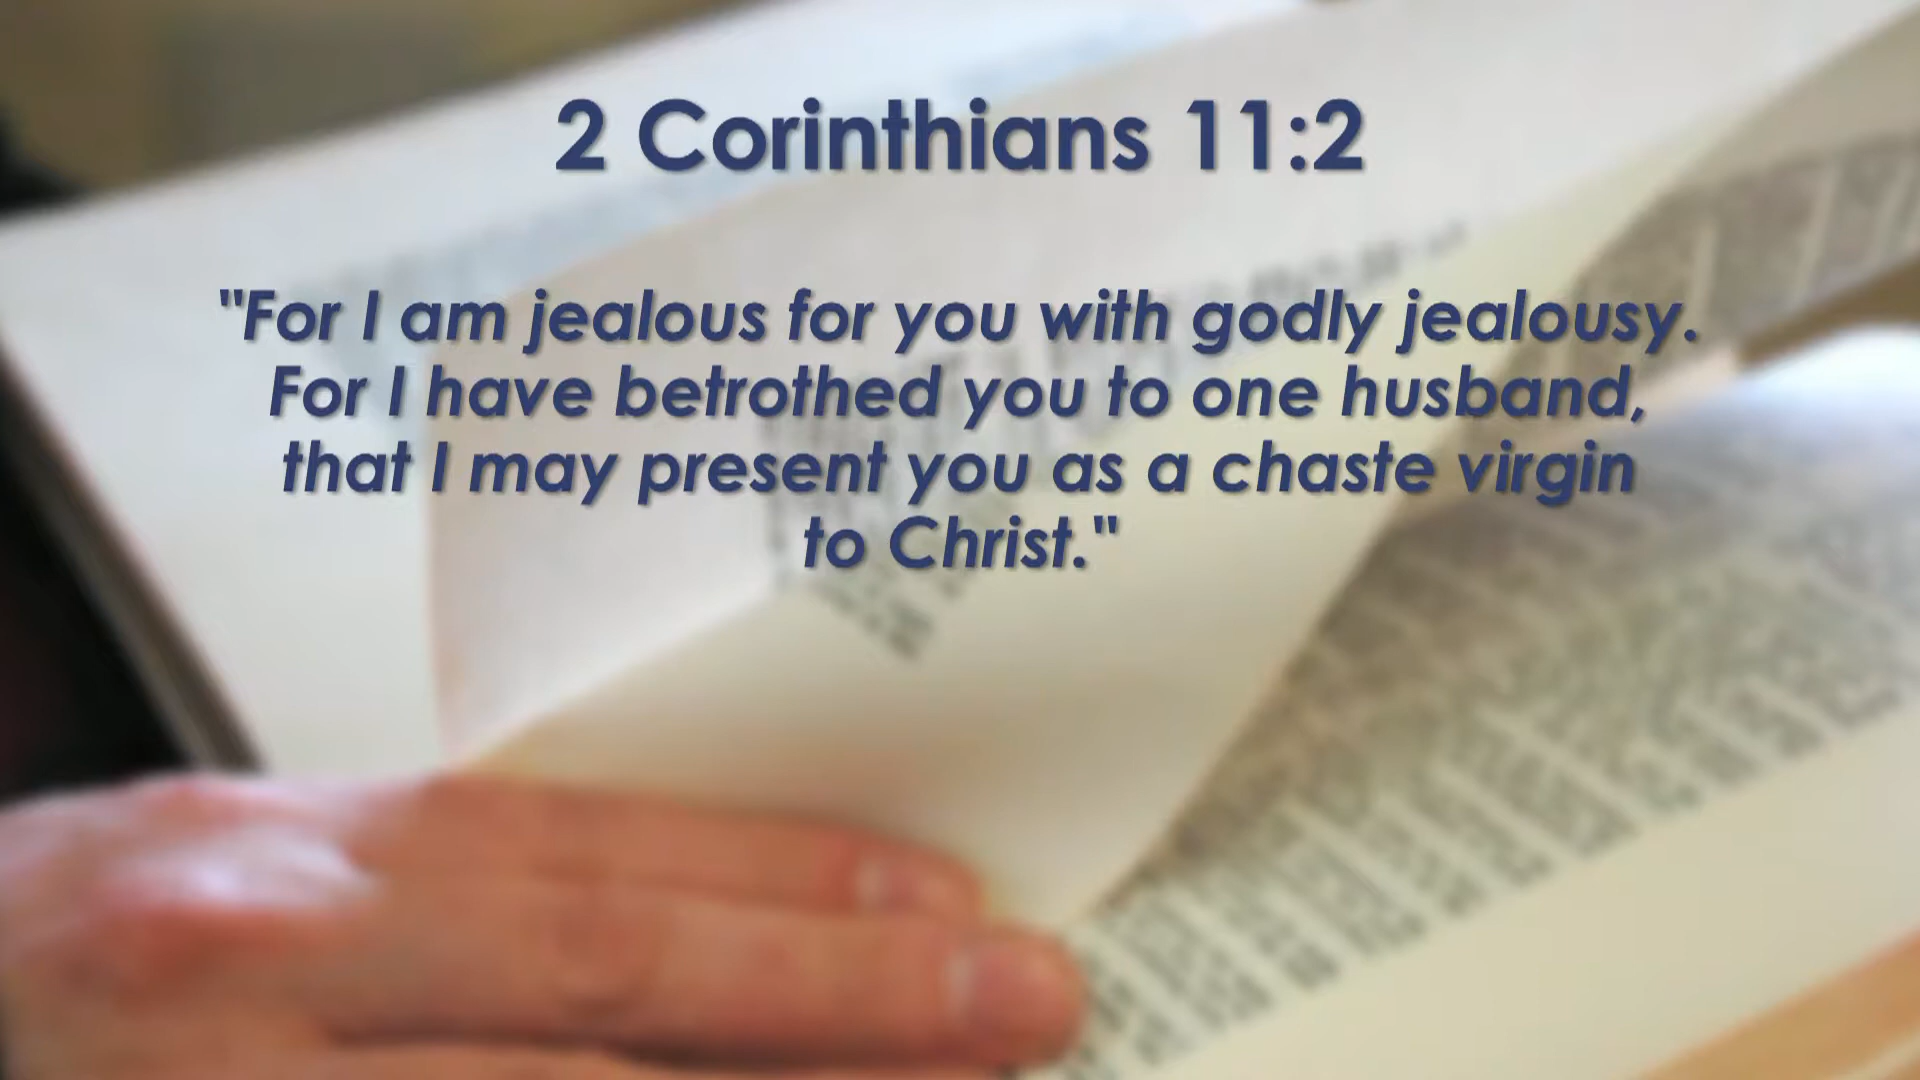 2 Corinthians 11:2
"For I am jealous for you with godly jealousy.
For I have betrothed you to one husband,
that I may present you as a chaste virgin
to Christ."